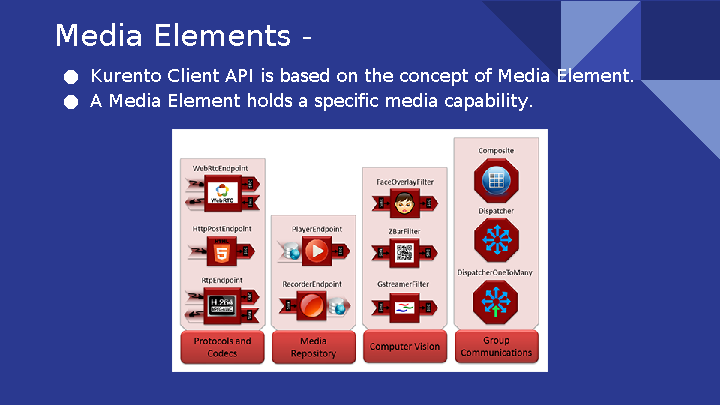 Media Elements -
● Kurento Client API is based on the concept of Media Element.
● A Media Element holds a specific media capability.
WebRtcEndpoint
WebRTC
HttpPostEndpoint
RtpEndpoint
H.264
Protocols and
Codecs
PlayerEndpoint
RecorderEndpoint
Media
Repository
FaceOverlayFilter
ZBarFilter
GstreamerFilter
Computer Vision
Composite
Dispatcher
DispatcherOneToMany
Group
Communications